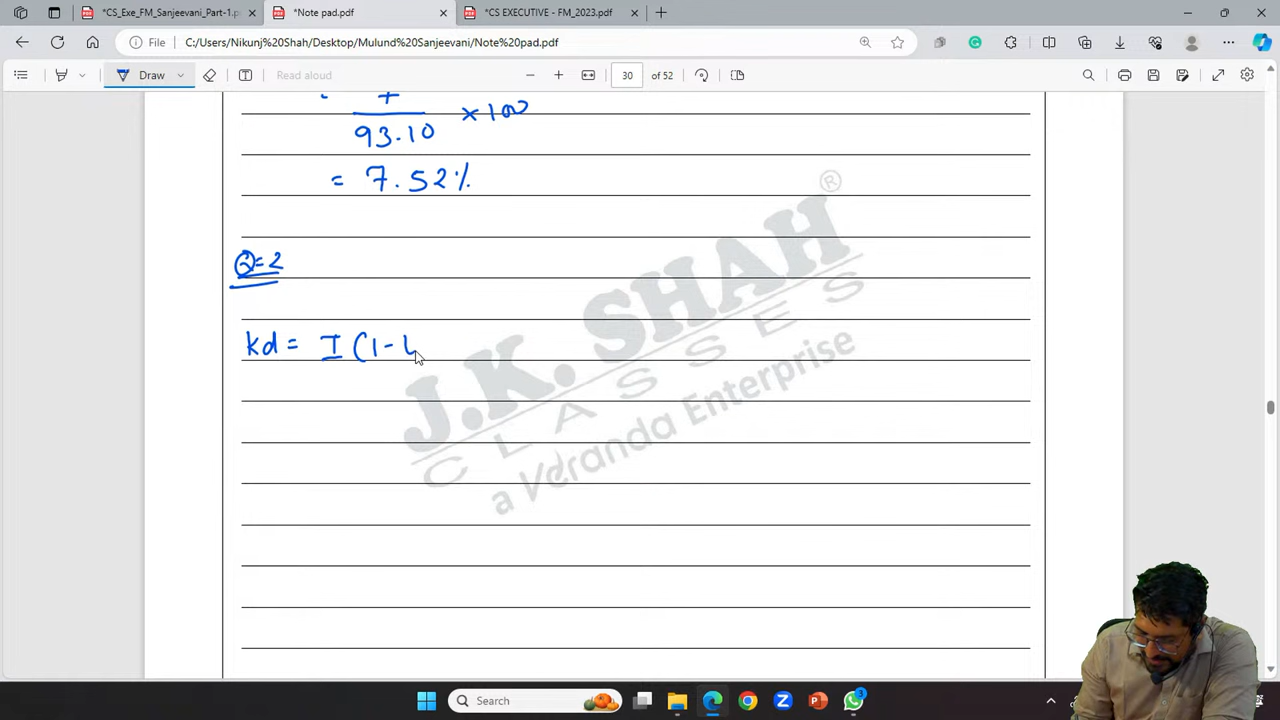 *CS_Exe_FM_Sanjeevani_Part-1.p
*Note pad.pdf
*CS EXECUTIVE - FM_2023.pdf
File
C:/Users/Nikunj%20Shah/Desktop/Mulund%20Sanjeevani/Note%20pad.pdf
Draw
Read aloud
30 of 52
93.10 × 100
= 7.52%
Q=2
kd = I (1-
J.K. SHAH ®
CLASSES
a Veranda Enterprise
Search
3